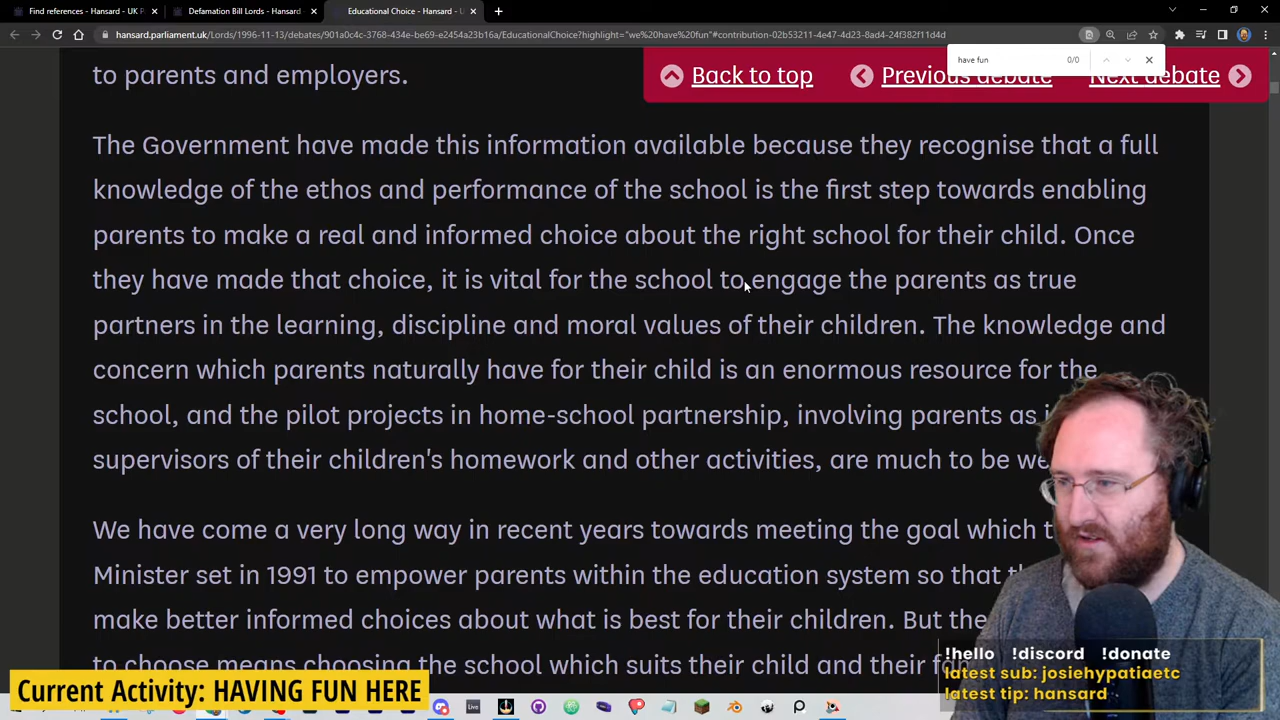 Find references - Hansard - UK P
Defamation Bill Lords - Hansard
Educational Choice - Hansard - U
hansard.parliament.uk/Lords/1996-11-13/debates/901a0c4c-3768-434e-be69-e2454a23b16a/EducationalChoice?highlight="we%20have%20fun"#contribution-02b53211-4e47-4d23-8ad4-24f382f11d4d
have fun 0/0
to parents and employers.
Back to top Previous debate Next debate
The Government have made this information available because they recognise that a full
knowledge of the ethos and performance of the school is the first step towards enabling
parents to make a real and informed choice about the right school for their child. Once
they have made that choice, it is vital for the school to engage the parents as true
partners in the learning, discipline and moral values of their children. The knowledge and
concern which parents naturally have for their child is an enormous resource for the
school, and the pilot projects in home-school partnership, involving parents as
supervisors of their children's homework and other activities, are much to be
We have come a very long way in recent years towards meeting the goal which
Minister set in 1991 to empower parents within the education system so that
make better informed choices about what is best for their children. But
to choose means choosing the school which suits their child and their
!hello !discord !donate
latest sub: josiehypatiaetc
latest tip: hansard
Current Activity: HAVING FUN HERE
Live